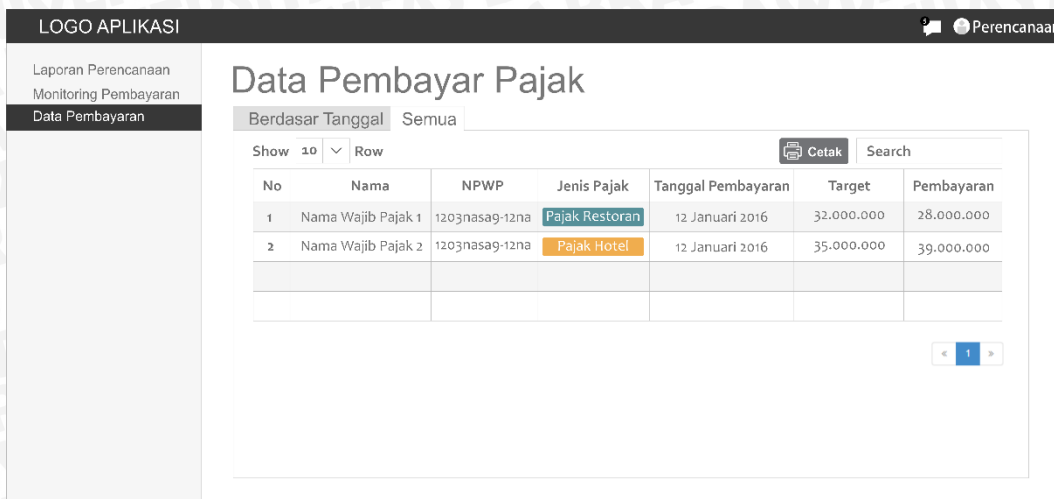 LOGO APLIKASI
Perencanaan
Laporan Perencanaan
Monitoring Pembayaran
Data Pembayaran
Data Pembayar Pajak
Berdasar Tanggal Semua
Show 10 Row Cetak Search
No Nama NPWP Jenis Pajak Tanggal Pembayaran Target Pembayaran
1 Nama Wajib Pajak 1 1203nasa9-12na Pajak Restoran 12 Januari 2016 32.000.000 28.000.000
2 Nama Wajib Pajak 2 1203nasa9-12na Pajak Hotel 12 Januari 2016 35.000.000 39.000.000
« 1 »